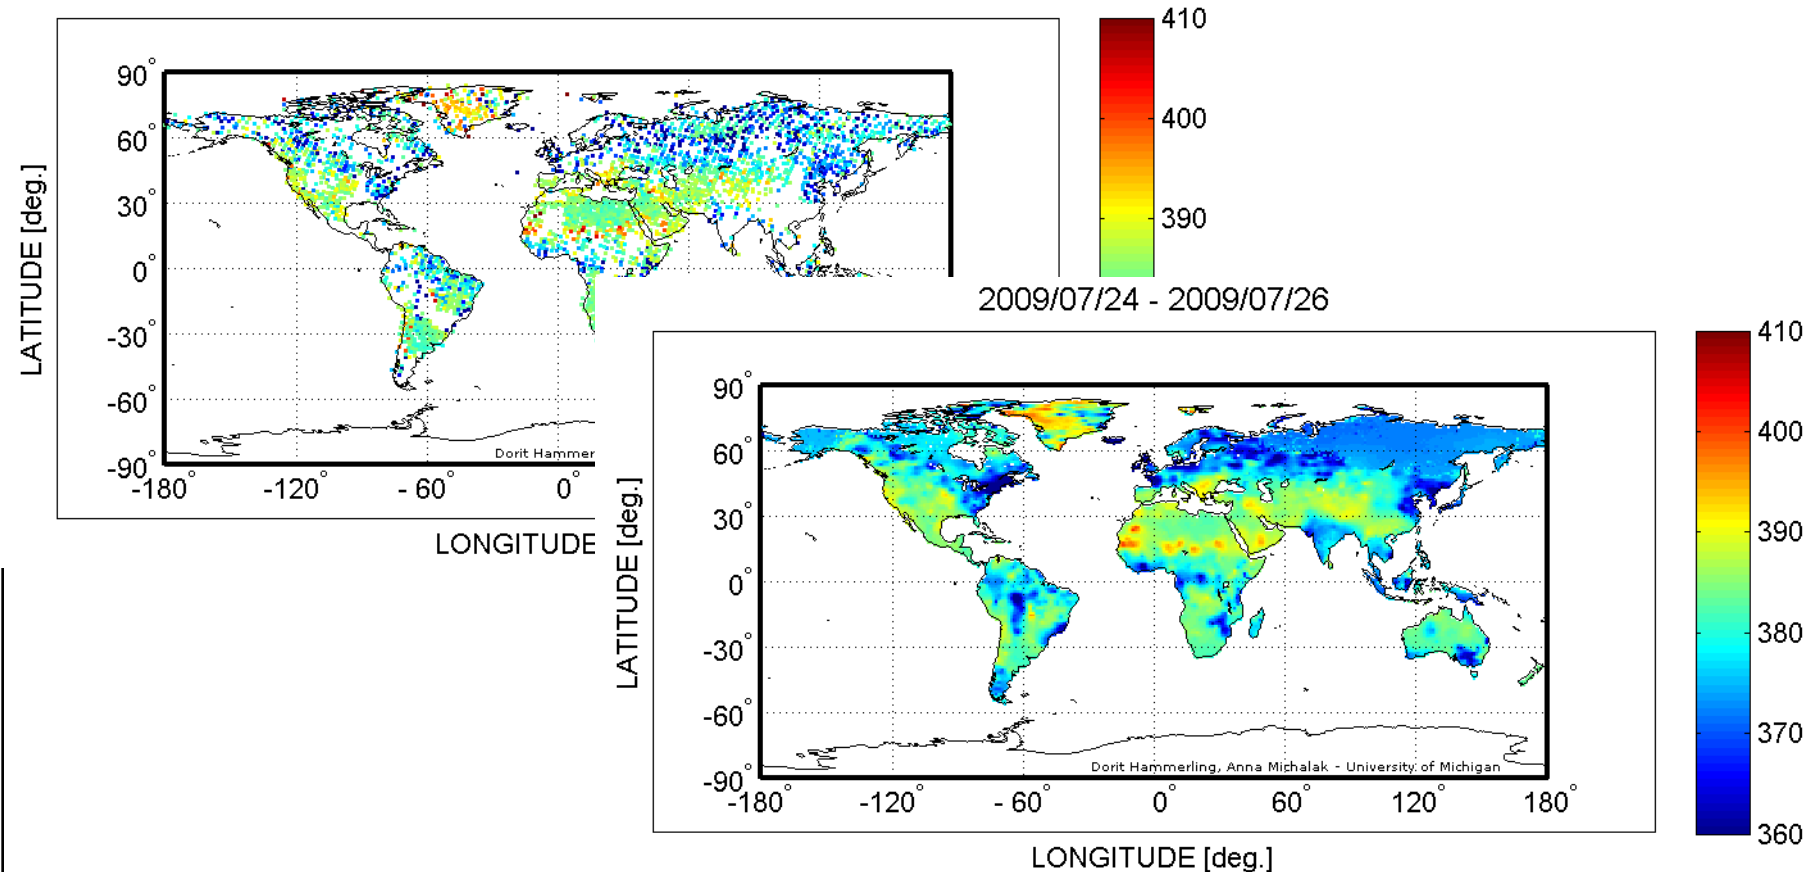 410
400
390
90°
60°
30°
0°
-30°
-60°
-90°
LATITUDE [deg.]
Dorit Hammer
-180° -120° - 60° 0°
LONGITUDE
2009/07/24 - 2009/07/26
410
400
390
380
370
360
90°
60°
30°
0°
-30°
-60°
-90°
LATITUDE [deg.]
Dorit Hammerling, Anna Michalak - University of Michigan
-180° -120° - 60° 0° 60° 120° 180°
LONGITUDE [deg.]